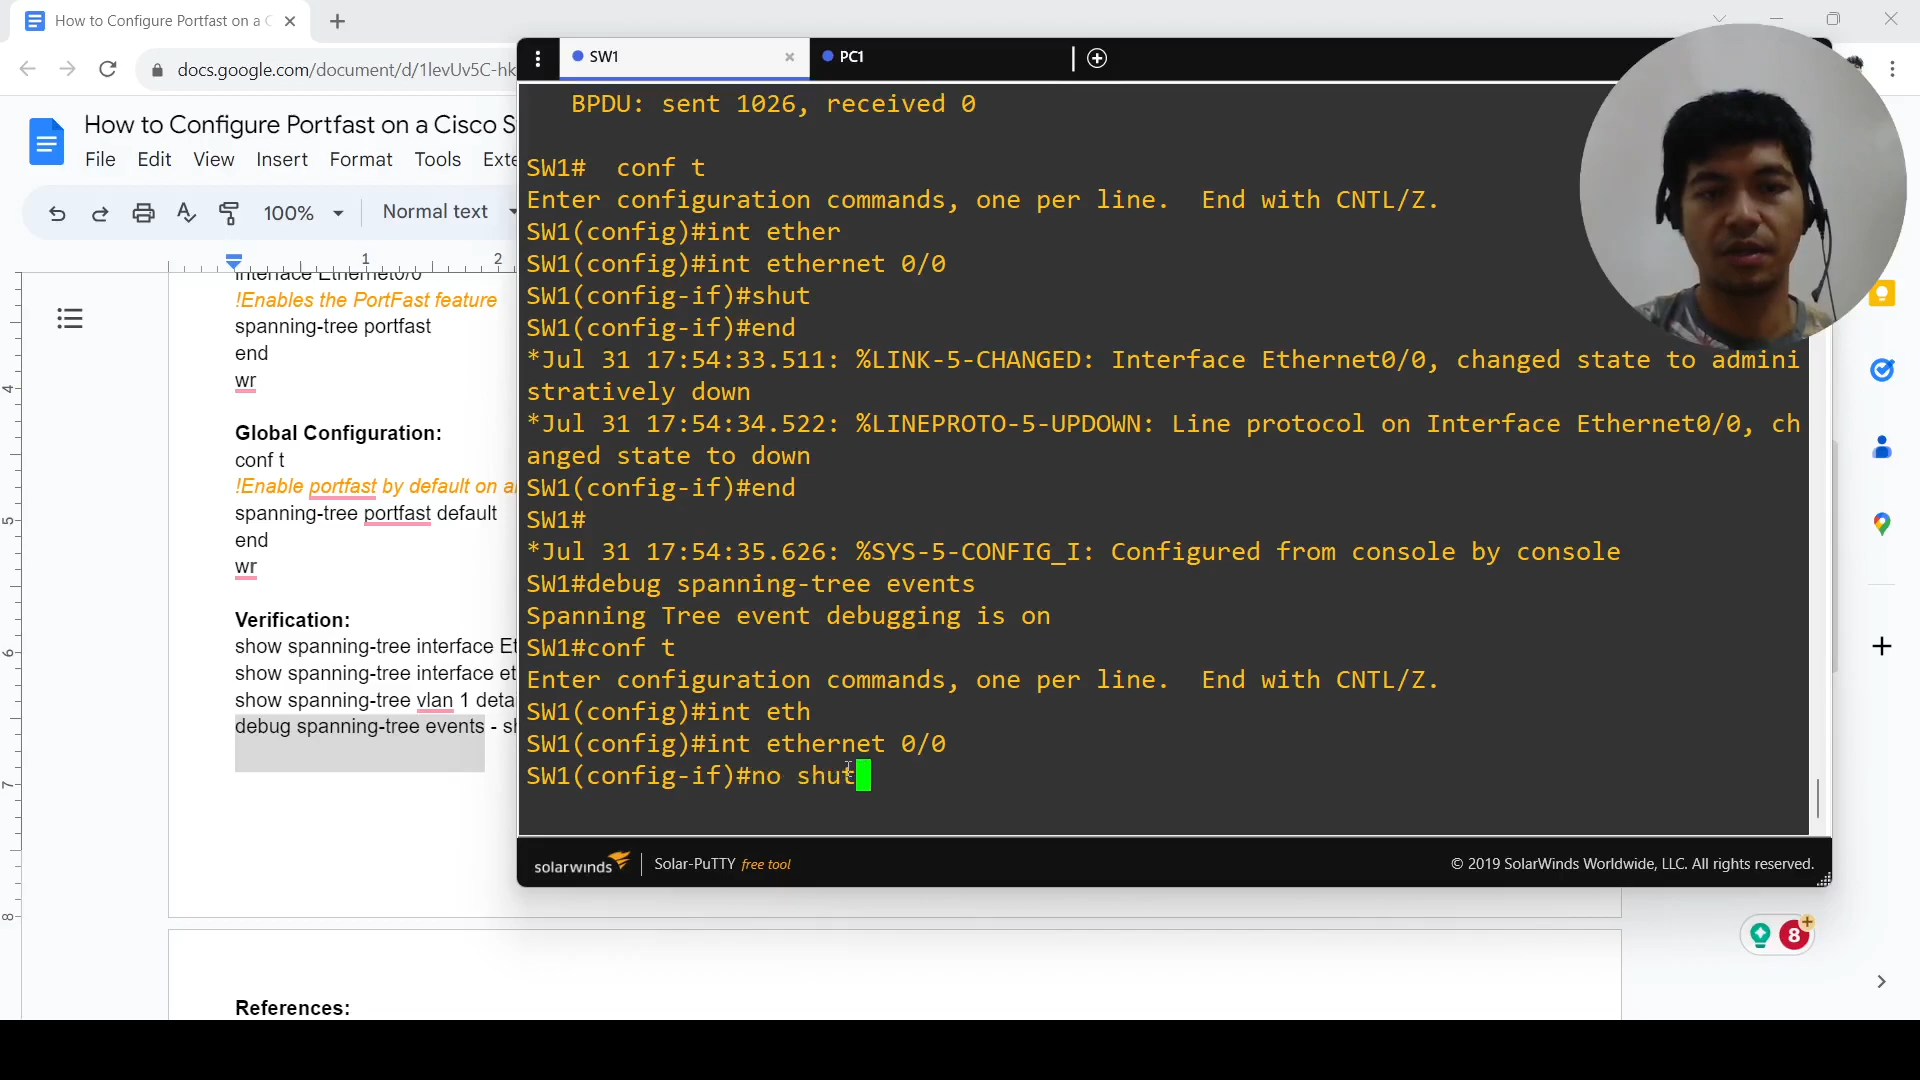 How to Configure Portfast on a C
docs.google.com/document/d/1levUv5C-hk
How to Configure Portfast on a Cisco S
File Edit View Insert Format Tools Exte
100% Normal text
1 2
interface Ethernet0/0
!Enables the PortFast feature
spanning-tree portfast
end
wr
Global Configuration:
conf t
!Enable portfast by default on a
spanning-tree portfast default
end
wr
Verification:
show spanning-tree interface Et
show spanning-tree interface et
show spanning-tree vlan 1 deta
debug spanning-tree events - sh
References:
4
5
6
7
8
SW1 PC1
BPDU: sent 1026, received 0
SW1#  conf t
Enter configuration commands, one per line.  End with CNTL/Z.
SW1(config)#int ether
SW1(config)#int ethernet 0/0
SW1(config-if)#shut
SW1(config-if)#end
*Jul 31 17:54:33.511: %LINK-5-CHANGED: Interface Ethernet0/0, changed state to admini
stratively down
*Jul 31 17:54:34.522: %LINEPROTO-5-UPDOWN: Line protocol on Interface Ethernet0/0, ch
anged state to down
SW1(config-if)#end
SW1#
*Jul 31 17:54:35.626: %SYS-5-CONFIG_I: Configured from console by console
SW1#debug spanning-tree events
Spanning Tree event debugging is on
SW1#conf t
Enter configuration commands, one per line.  End with CNTL/Z.
SW1(config)#int eth
SW1(config)#int ethernet 0/0
SW1(config-if)#no shut
solarwinds Solar-PuTTY free tool © 2019 SolarWinds Worldwide, LLC. All rights reserved.
8